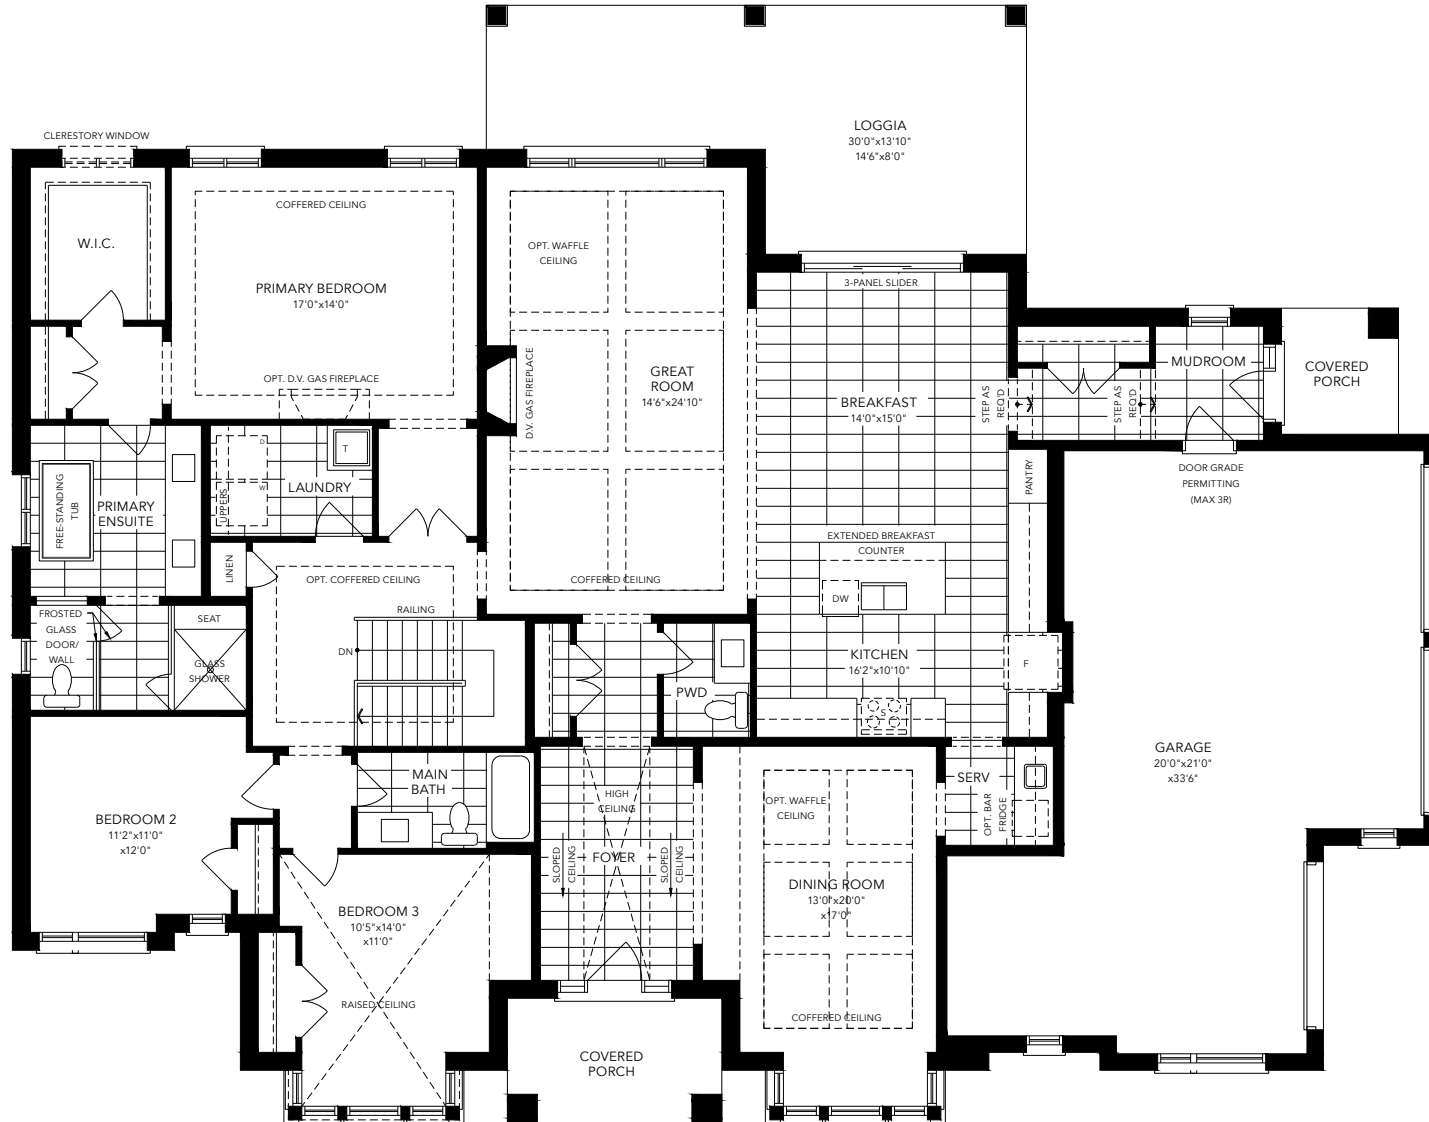 LOGGIA
30'0"x13'10"
14'6"x8'0"
CLERESTORY WINDOW
W.I.C.
COFFERED CEILING
PRIMARY BEDROOM
17'0"x14'0"
OPT. D.V. GAS FIREPLACE
OPT. WAFFLE
CEILING
D.V. GAS FIREPLACE
GREAT
ROOM
14'6"x24'10"
COFFERED CEILING
3-PANEL SLIDER
BREAKFAST
14'0"x15'0"
STEP AS
REQ'D
STEP AS
REQ'D
MUDROOM
COVERED
PORCH
DOOR GRADE
PERMITTING
(MAX 3R)
PANTRY
FREE-STANDING
TUB
PRIMARY
ENSUITE
UPPERS
D
W
T
LAUNDRY
LINEN
OPT. COFFERED CEILING
RAILING
DN
FROSTED
GLASS
DOOR/
WALL
SEAT
GLASS
SHOWER
EXTENDED BREAKFAST
COUNTER
DW
KITCHEN
16'2"x10'10"
F
S
PWD
GARAGE
20'0"x21'0"
x33'6"
SERV
OPT. BAR
FRIDGE
MAIN
BATH
BEDROOM 2
11'2"x11'0"
x12'0"
HIGH
CEILING
SLOPED
CEILING
FOYER
SLOPED
CEILING
OPT. WAFFLE
CEILING
DINING ROOM
13'0"x20'0"
x17'0"
COFFERED CEILING
BEDROOM 3
10'5"x14'0"
x11'0"
RAISED CEILING
COVERED
PORCH